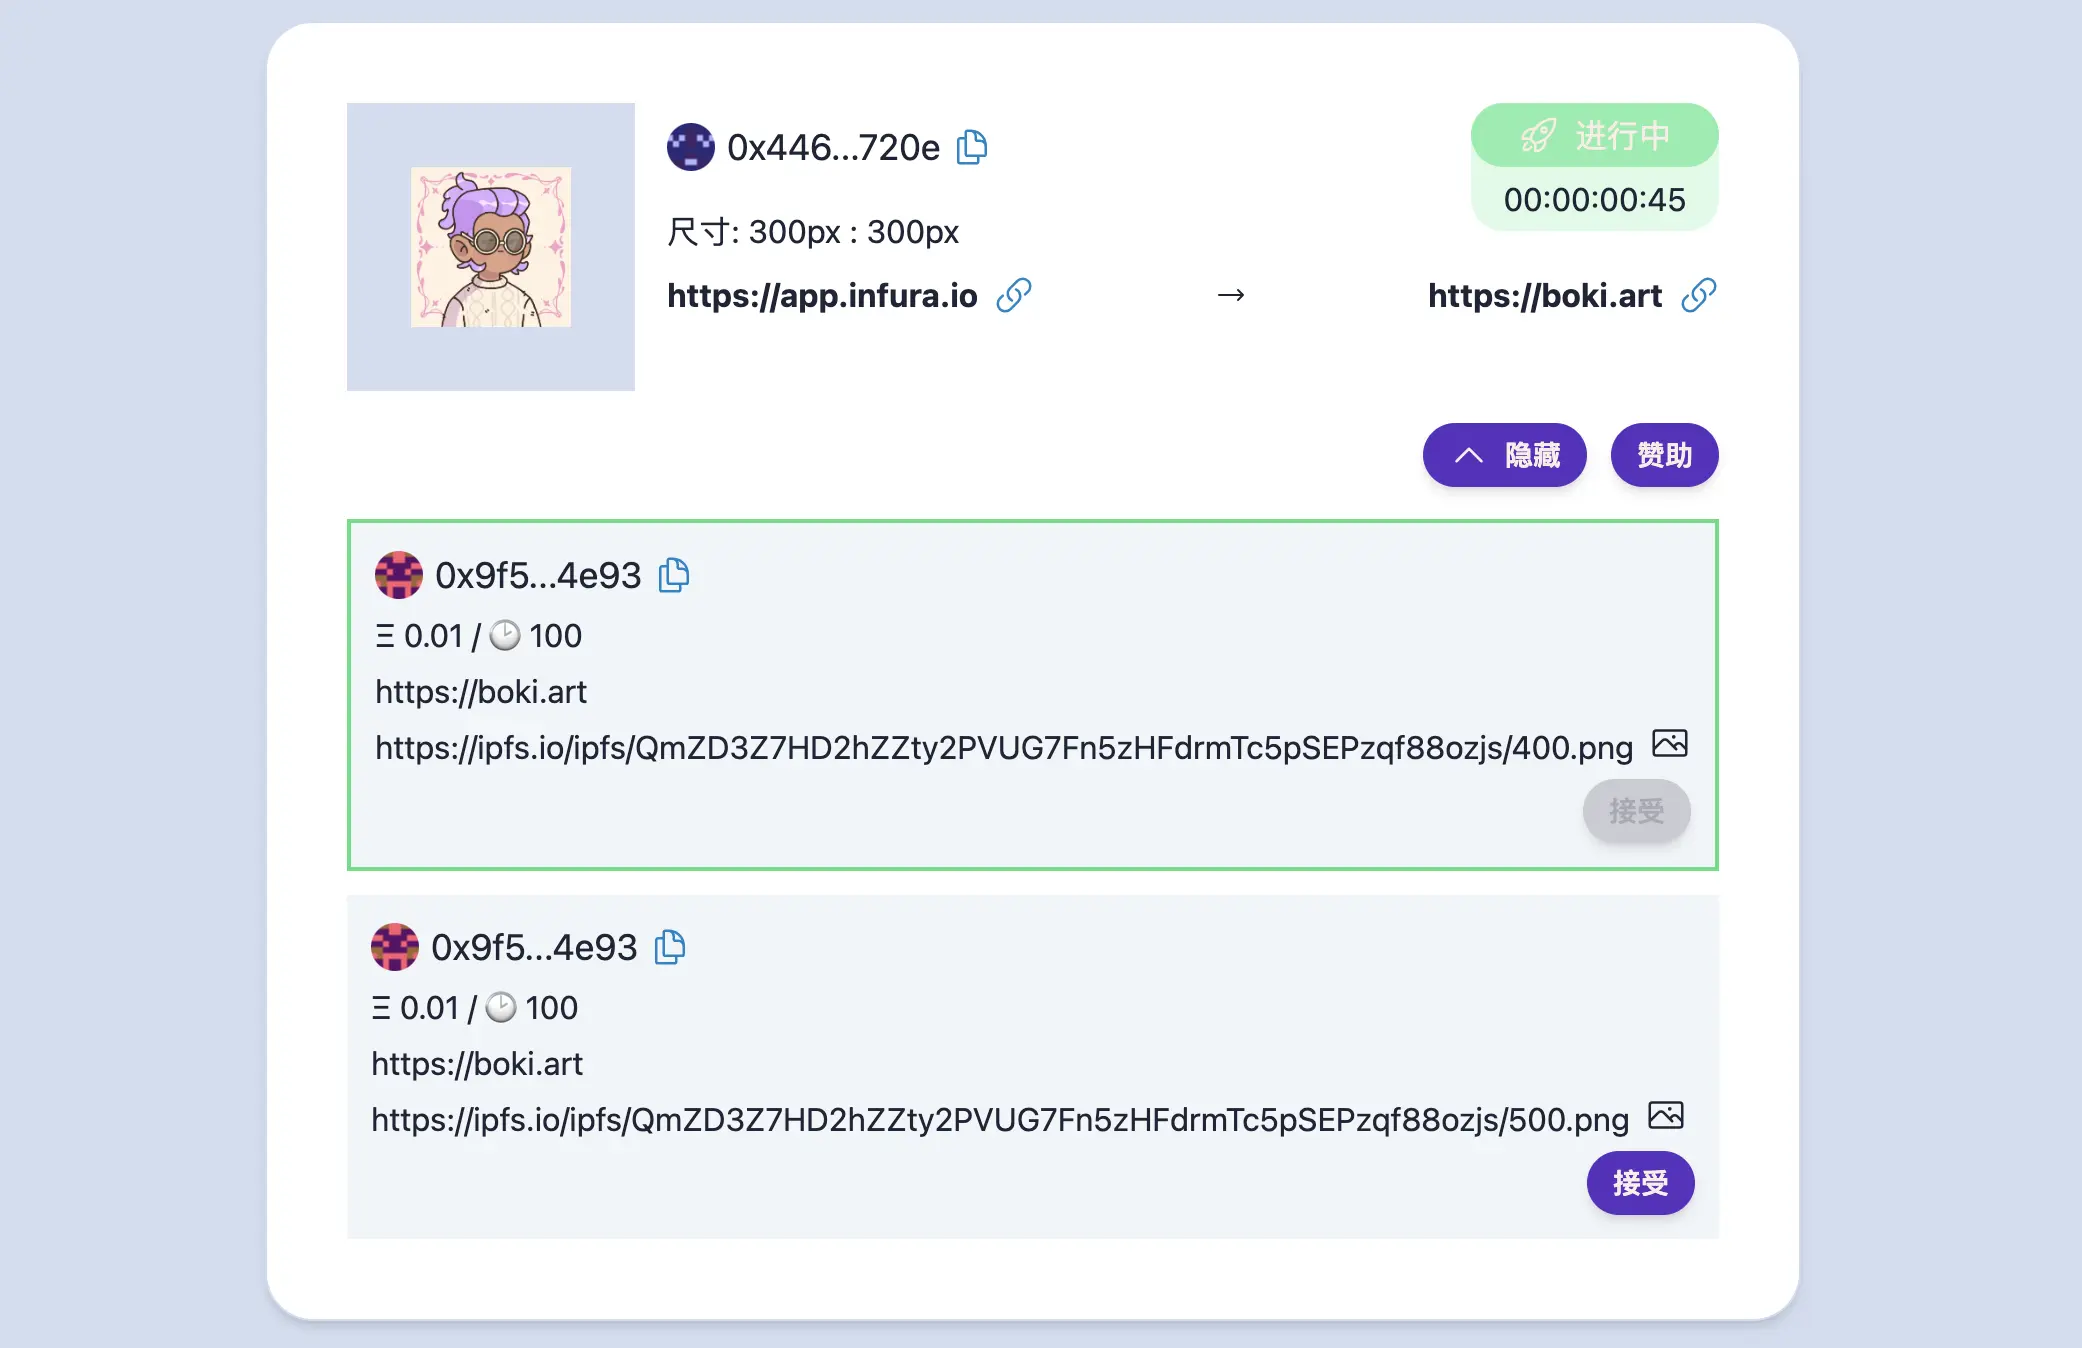 0x446...720e
进行中
00:00:00:45
尺寸: 300px : 300px
https://app.infura.io → https://boki.art
隐藏 赞助
0x9f5...4e93
Ξ 0.01 / 🕑 100
https://boki.art
https://ipfs.io/ipfs/QmZD3Z7HD2hZZty2PVUG7Fn5zHFdrmTc5pSEPzqf88ozjs/400.png
接受
0x9f5...4e93
Ξ 0.01 / 🕑 100
https://boki.art
https://ipfs.io/ipfs/QmZD3Z7HD2hZZty2PVUG7Fn5zHFdrmTc5pSEPzqf88ozjs/500.png
接受